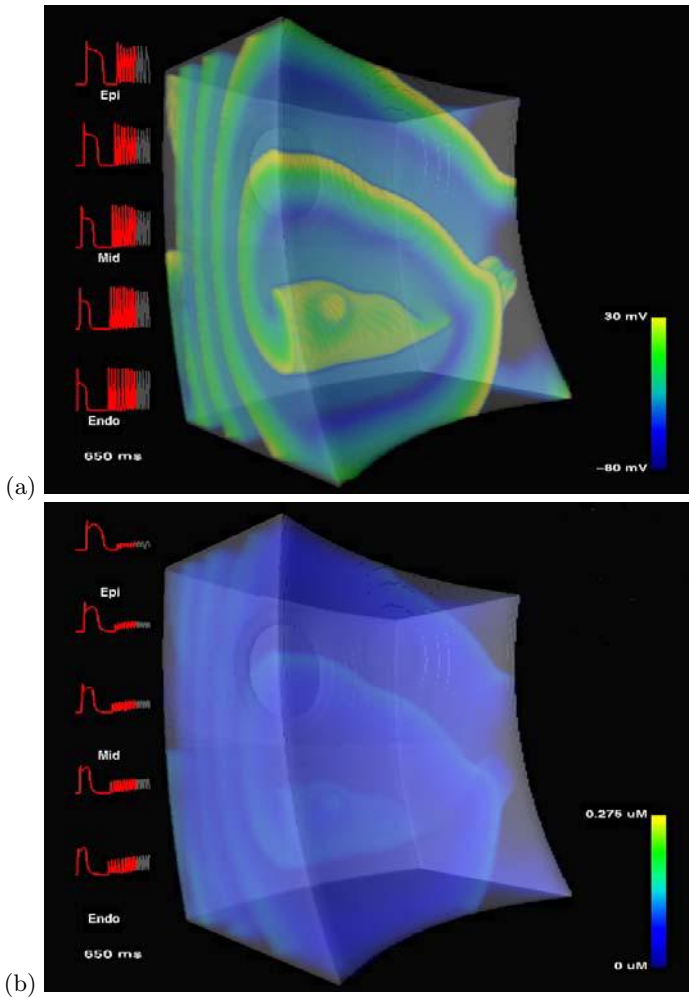 Epi
Mid
Endo
650 ms
30 mV
−80 mV
(a)
Epi
Mid
Endo
650 ms
0.275 uM
0 uM
(b)